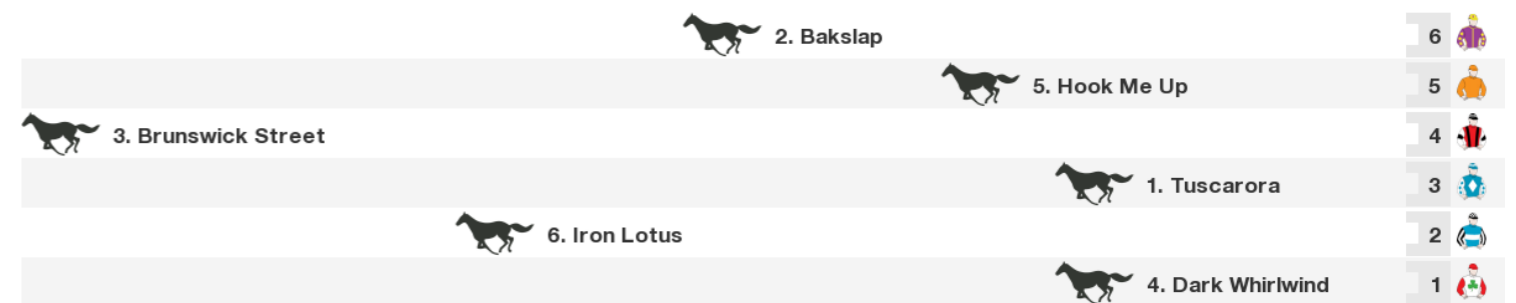 2. Bakslap 6
5. Hook Me Up 5
3. Brunswick Street 4
1. Tuscarora 3
6. Iron Lotus 2
4. Dark Whirlwind 1